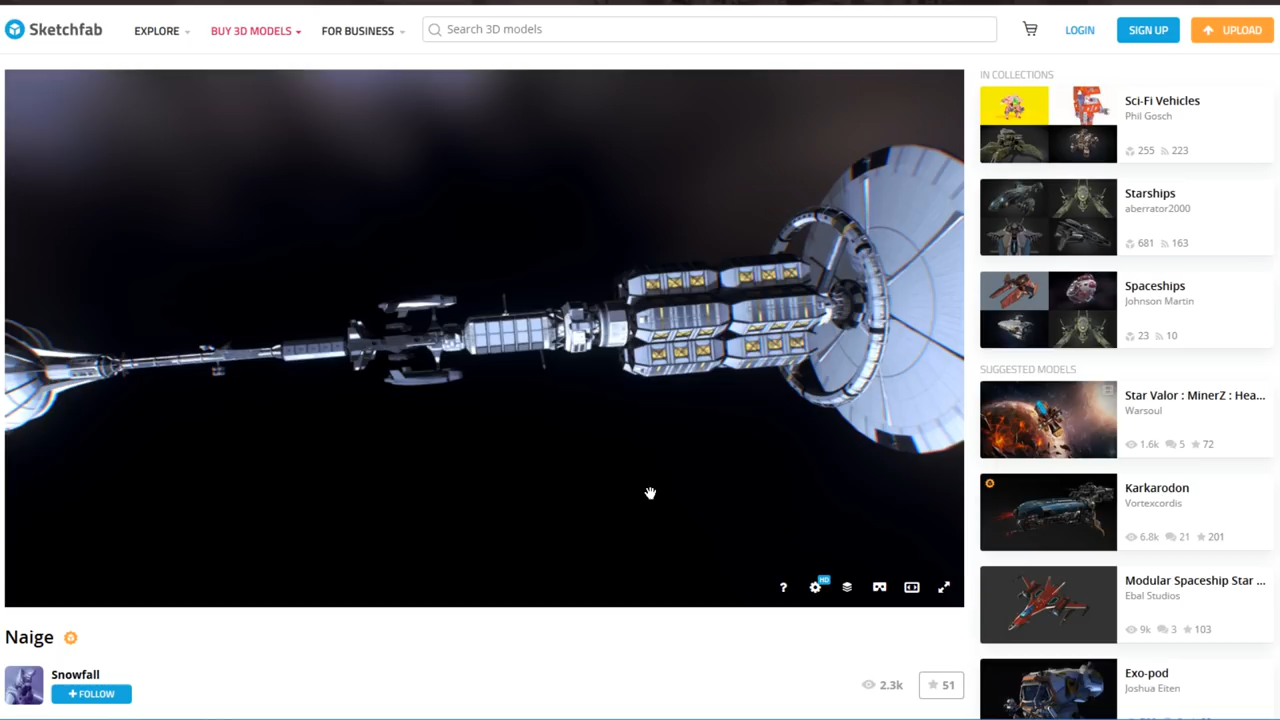 Sketchfab
EXPLORE
BUY 3D MODELS
FOR BUSINESS
Search 3D models
LOGIN
SIGN UP
UPLOAD
IN COLLECTIONS
Sci-Fi Vehicles
Phil Gosch
255 223
Starships
aberrator2000
681 163
Spaceships
Johnson Martin
23 10
SUGGESTED MODELS
Star Valor : MinerZ : Hea...
Warsoul
1.6k 5 72
Karkarodon
Vortexcordis
6.8k 21 201
Modular Spaceship Star ...
Ebal Studios
9k 3 103
Exo-pod
Joshua Eiten
? HD
Naige
Snowfall
+ FOLLOW
2.3k
51